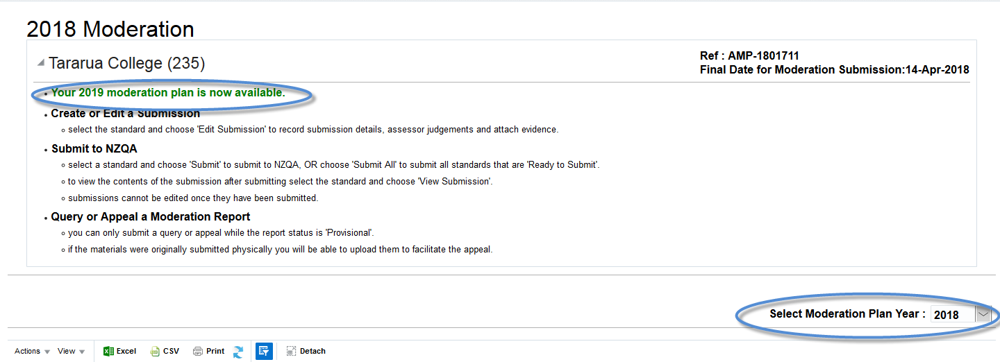 2018 Moderation
Tararua College (235)
Ref : AMP-1801711
Final Date for Moderation Submission:14-Apr-2018
Your 2019 moderation plan is now available.
Create or Edit a Submission
select the standard and choose 'Edit Submission' to record submission details, assessor judgements and attach evidence.
Submit to NZQA
select a standard and choose 'Submit' to submit to NZQA, OR choose 'Submit All' to submit all standards that are 'Ready to Submit'.
to view the contents of the submission after submitting select the standard and choose 'View Submission'.
submissions cannot be edited once they have been submitted.
Query or Appeal a Moderation Report
you can only submit a query or appeal while the report status is 'Provisional'.
if the materials were originally submitted physically you will be able to upload them to facilitate the appeal.
Select Moderation Plan Year : 2018
Actions View Excel CSV Print Detach